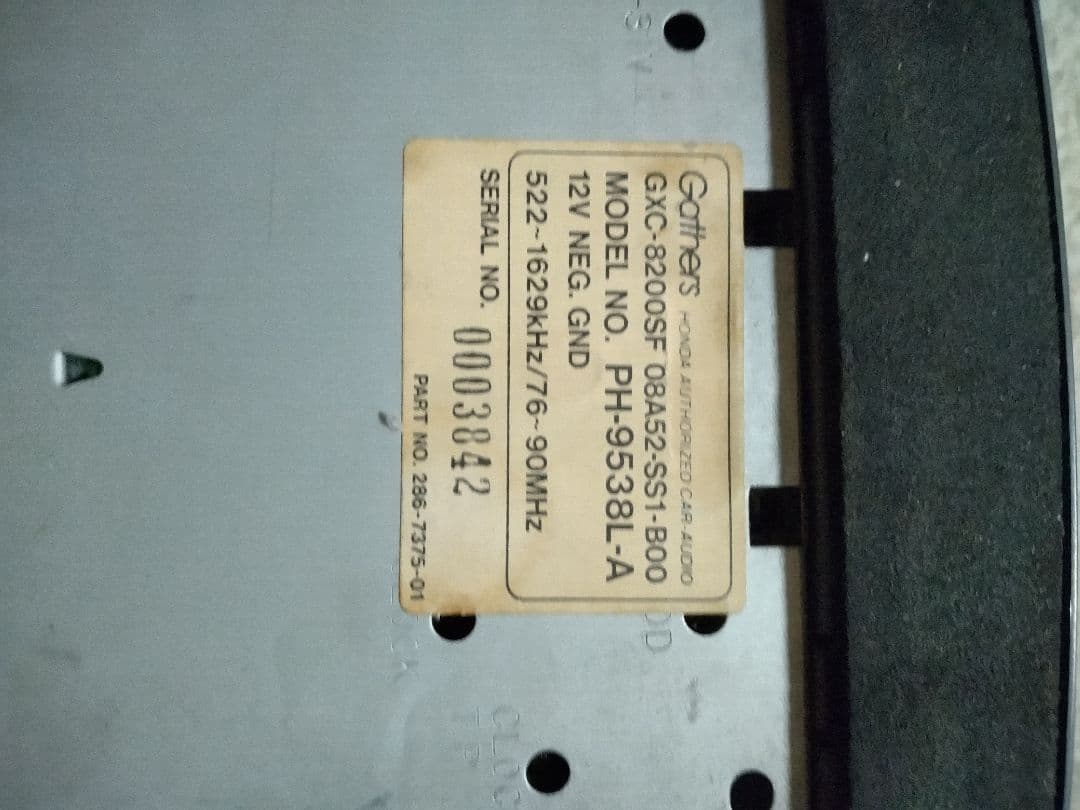 Gathers HONDA AUTHORIZED CAR-AUDIO
GXC-8200SF 08A52-SS1-B00
MODEL NO. PH-9538L-A
12V NEG. GND
522~1629kHz/76~90MHz
SERIAL NO. 0003842
PART NO. 286-7375-01